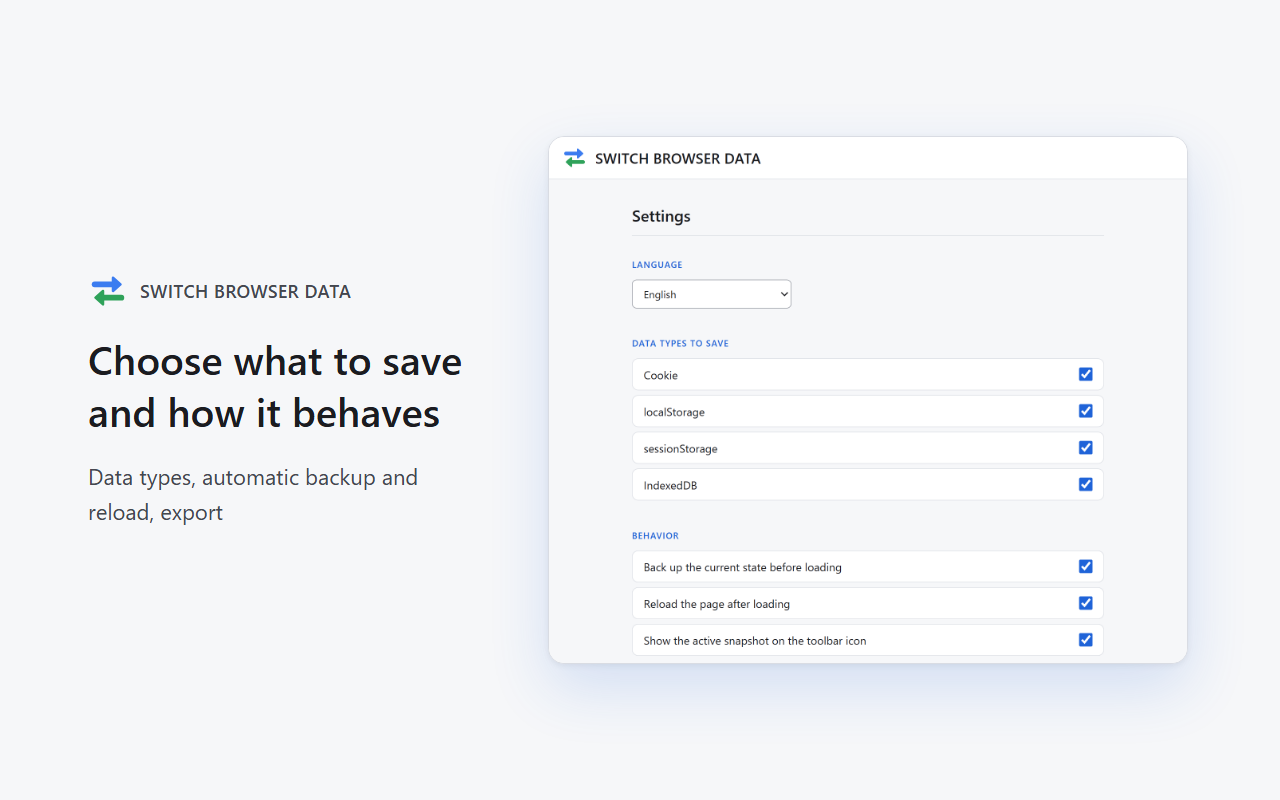 SWITCH BROWSER DATA
Choose what to save
and how it behaves
Data types, automatic backup and
reload, export
SWITCH BROWSER DATA
Settings
LANGUAGE
English
DATA TYPES TO SAVE
Cookie
localStorage
sessionStorage
IndexedDB
BEHAVIOR
Back up the current state before loading
Reload the page after loading
Show the active snapshot on the toolbar icon